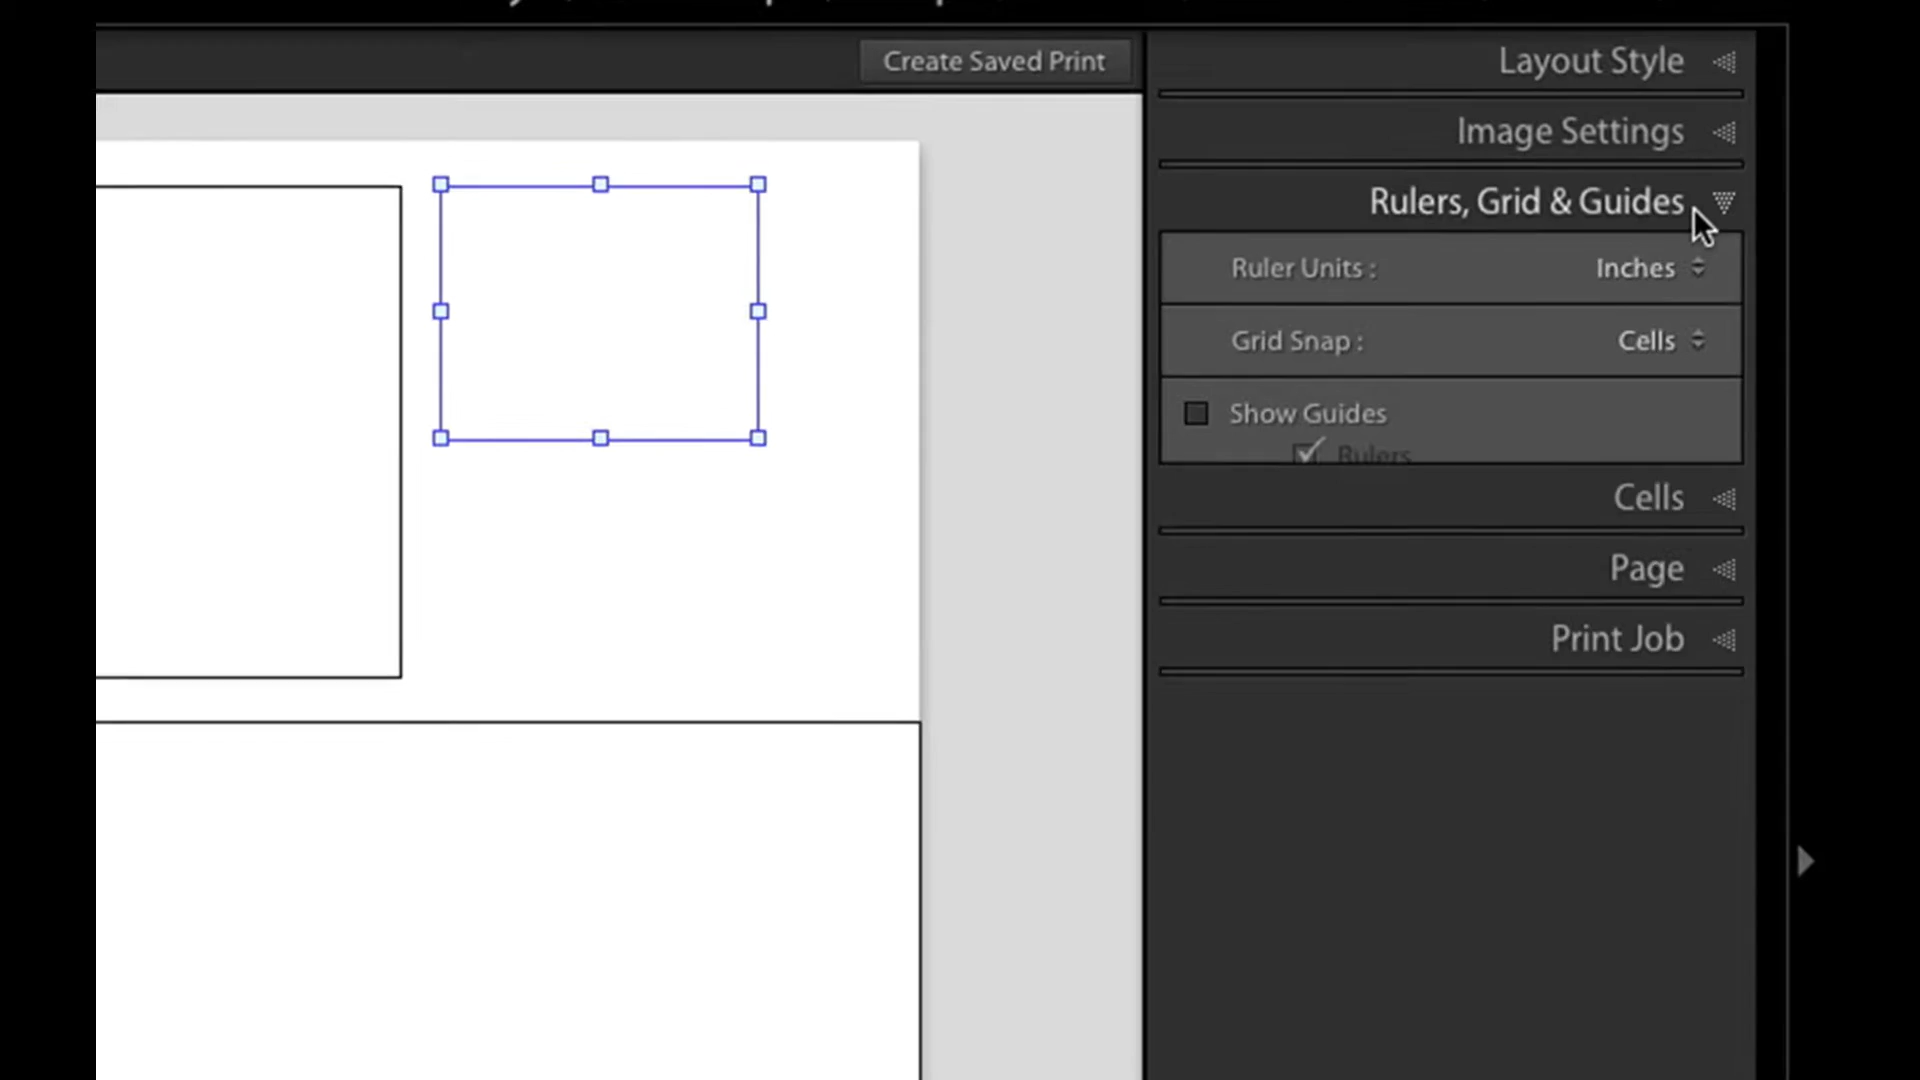 Create Saved Print
Layout Style
Image Settings
Rulers, Grid & Guides
Ruler Units :
Inches
Grid Snap :
Cells
Show Guides
Rulers
Cells
Page
Print Job